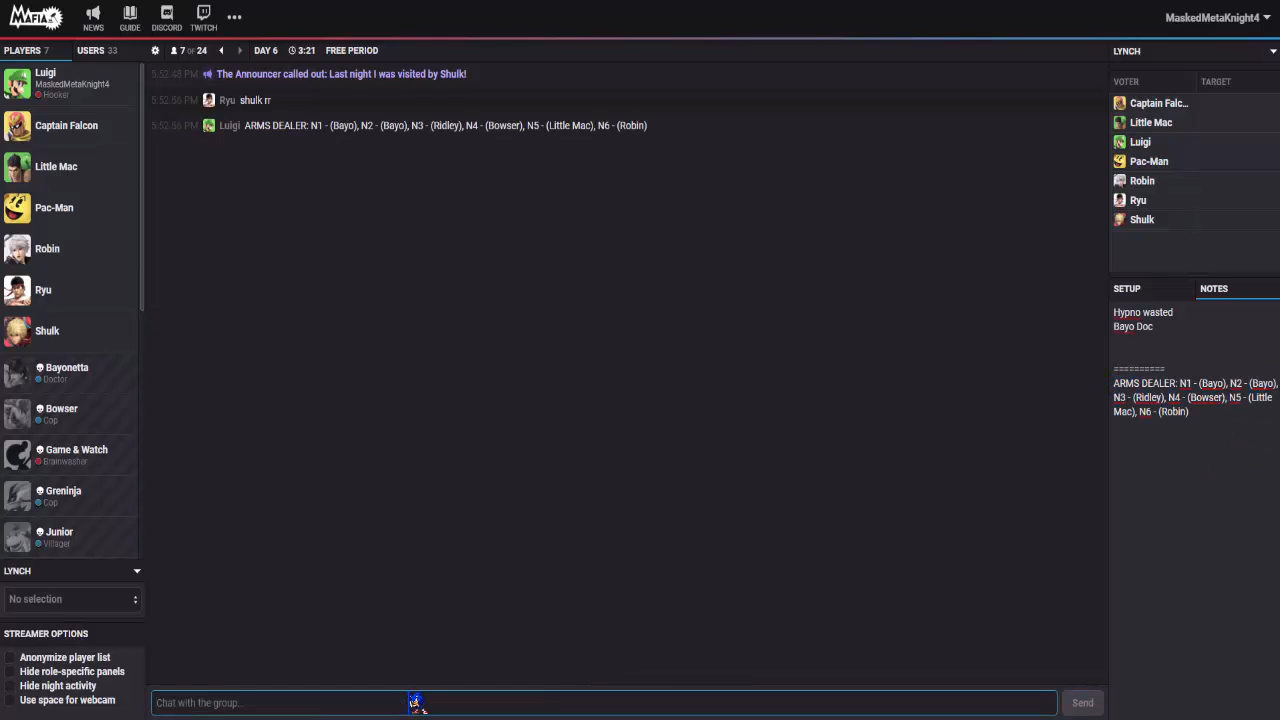 MAFIA
NEWS
GUIDE
DISCORD
TWITCH
MaskedMetaKnight4
PLAYERS 7
USERS 33
7 of 24
DAY 6
3:21
FREE PERIOD
LYNCH
Luigi
MaskedMetaKnight4
Hooker
Captain Falcon
Little Mac
Pac-Man
Robin
Ryu
Shulk
Bayonetta
Doctor
Bowser
Cop
Game & Watch
Brainwasher
Greninja
Cop
Junior
Villager
LYNCH
No selection
STREAMER OPTIONS
Anonymize player list
Hide role-specific panels
Hide night activity
Use space for webcam
5:52:48 PM The Announcer called out: Last night I was visited by Shulk!
5:52:56 PM Ryu shulk rr
5:52:56 PM Luigi ARMS DEALER: N1 - (Bayo), N2 - (Bayo), N3 - (Ridley), N4 - (Bowser), N5 - (Little Mac), N6 - (Robin)
Chat with the group...
Send
VOTER TARGET
Captain Falc...
Little Mac
Luigi
Pac-Man
Robin
Ryu
Shulk
SETUP
NOTES
Hypno wasted
Bayo Doc
==========
ARMS DEALER: N1 - (Bayo), N2 - (Bayo),
N3 - (Ridley), N4 - (Bowser), N5 - (Little
Mac), N6 - (Robin)